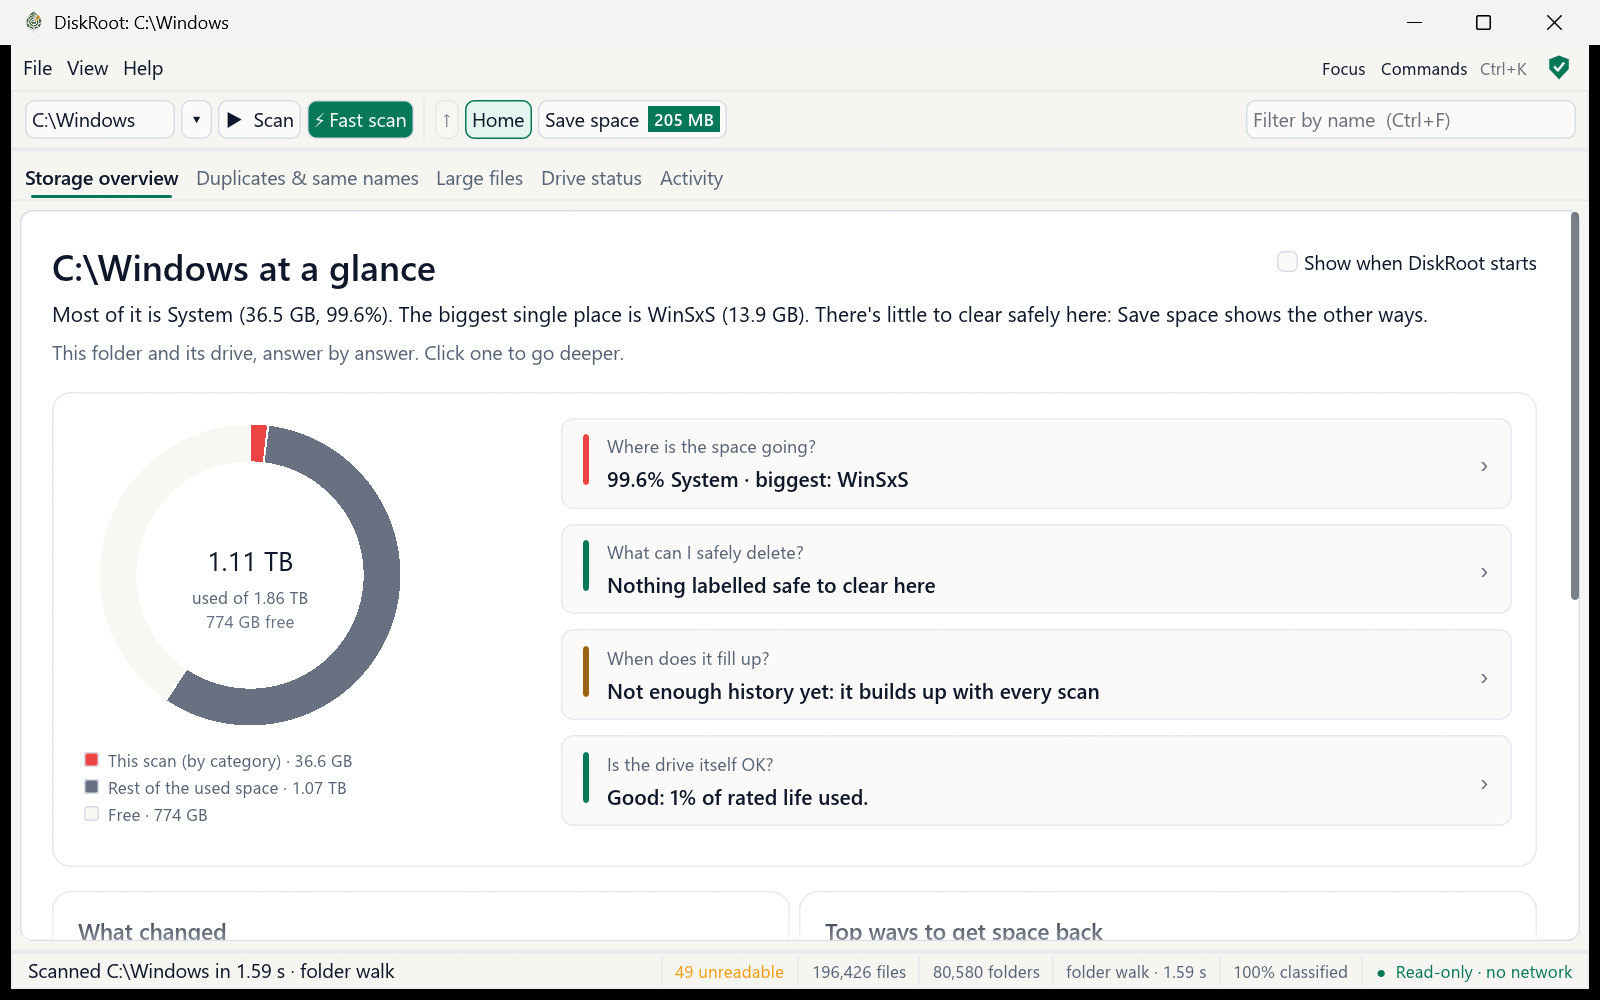 DiskRoot: C:\Windows
File View Help
Focus Commands Ctrl+K
C:\Windows ▾ ▶ Scan ⚡ Fast scan ↑ Home Save space 205 MB Filter by name (Ctrl+F)
Storage overview Duplicates & same names Large files Drive status Activity
C:\Windows at a glance
Show when DiskRoot starts
Most of it is System (36.5 GB, 99.6%). The biggest single place is WinSxS (13.9 GB). There's little to clear safely here: Save space shows the other ways.
This folder and its drive, answer by answer. Click one to go deeper.
1.11 TB
used of 1.86 TB
774 GB free
This scan (by category) · 36.6 GB
Rest of the used space · 1.07 TB
Free · 774 GB
Where is the space going?
99.6% System · biggest: WinSxS
What can I safely delete?
Nothing labelled safe to clear here
When does it fill up?
Not enough history yet: it builds up with every scan
Is the drive itself OK?
Good: 1% of rated life used.
What changed
Top ways to get space back
Scanned C:\Windows in 1.59 s · folder walk
49 unreadable 196,426 files 80,580 folders folder walk · 1.59 s 100% classified ● Read-only · no network